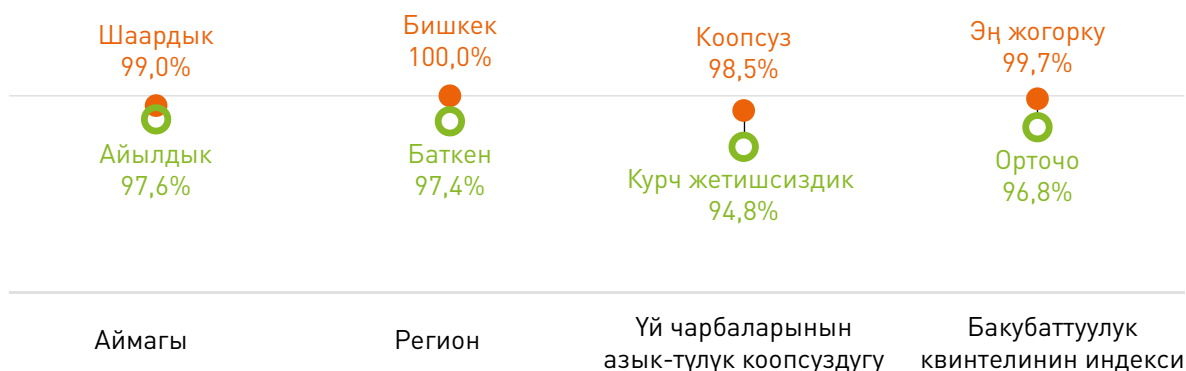 Шаардык
99,0%
Айылдык
97,6%
Бишкек
100,0%
Баткен
97,4%
Коопсуз
98,5%
Курч жетишсиздик
94,8%
Эң жогорку
99,7%
Орточо
96,8%
Аймагы
Регион
Үй чарбаларынын
азык-түлүк коопсуздугу
Бакубаттуулук
квинтелинин индекси